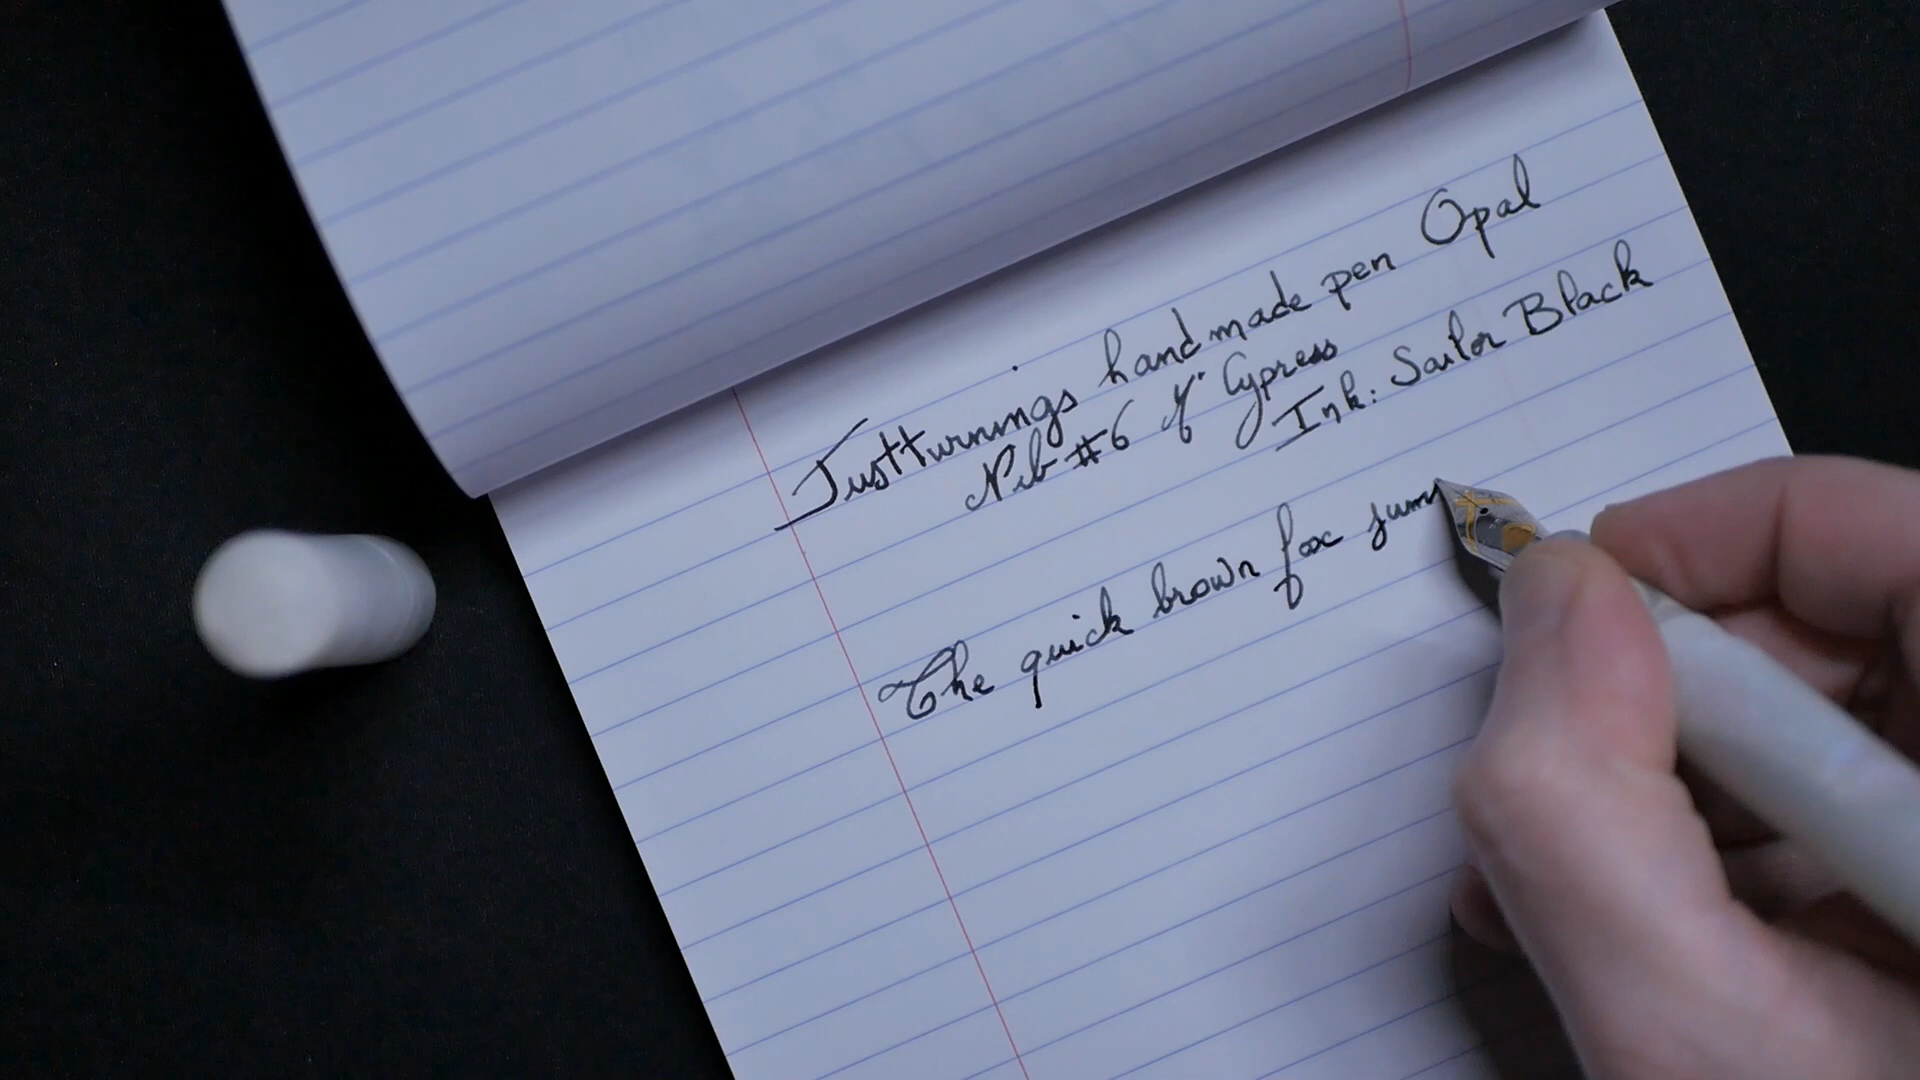 Justturnings handmade pen Opal
Nib #6 "f" Cypress
Ink: Sailor Black
The quick brown fox jum